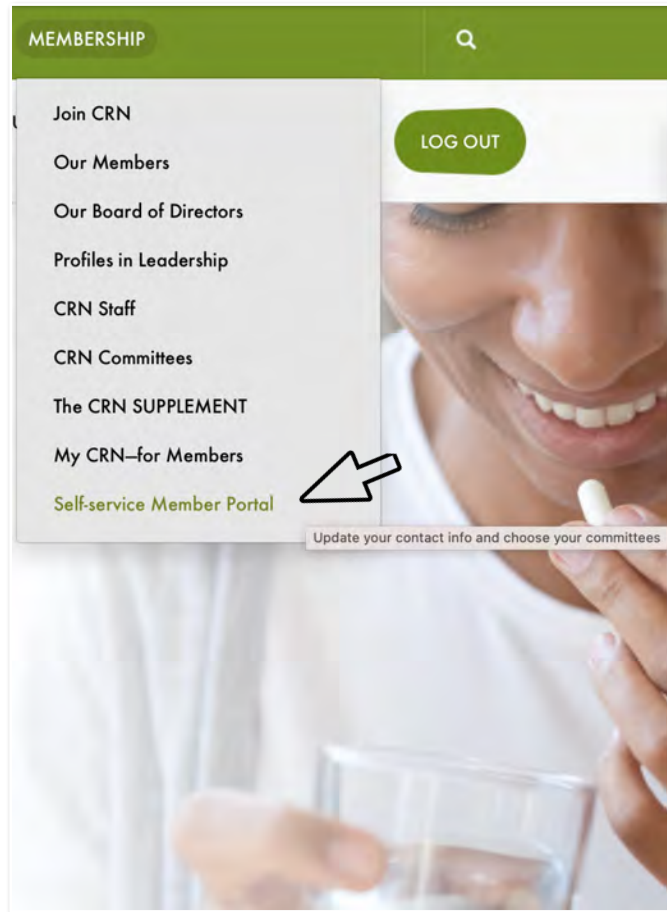 MEMBERSHIP
Join CRN
LOG OUT
Our Members
Our Board of Directors
Profiles in Leadership
CRN Staff
CRN Committees
The CRN SUPPLEMENT
My CRN–for Members
Self-service Member Portal
Update your contact info and choose your committees